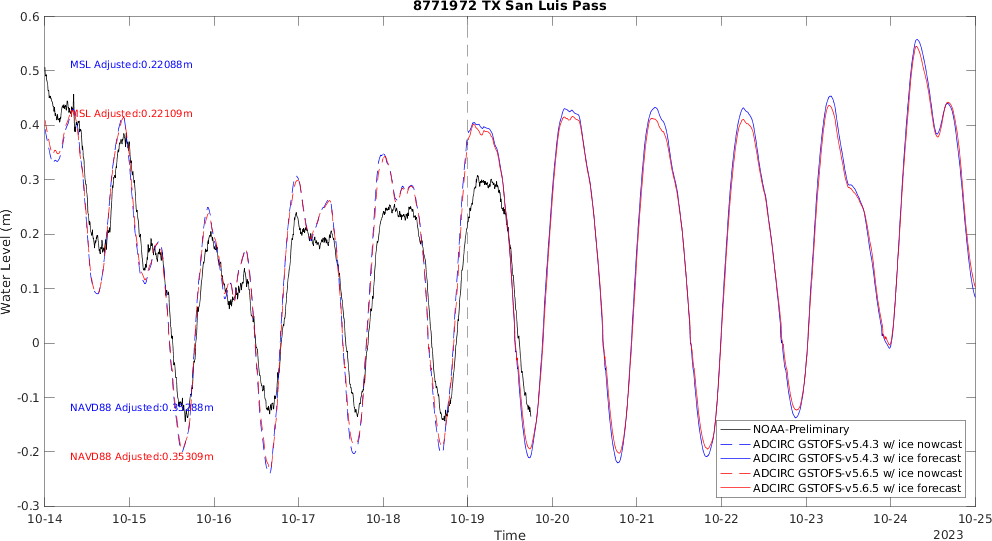 8771972 TX San Luis Pass
0.6
0.5
0.4
0.3
0.2
0.1
0
-0.1
-0.2
-0.3
Water Level (m)
MSL Adjusted:0.22088m
MSL Adjusted:0.22109m
NAVD88 Adjusted:0.35288m
NAVD88 Adjusted:0.35309m
NOAA-Preliminary
ADCIRC GSTOFS-v5.4.3 w/ ice nowcast
ADCIRC GSTOFS-v5.4.3 w/ ice forecast
ADCIRC GSTOFS-v5.6.5 w/ ice nowcast
ADCIRC GSTOFS-v5.6.5 w/ ice forecast
10-14 10-15 10-16 10-17 10-18 10-19 10-20 10-21 10-22 10-23 10-24 10-25
Time
2023